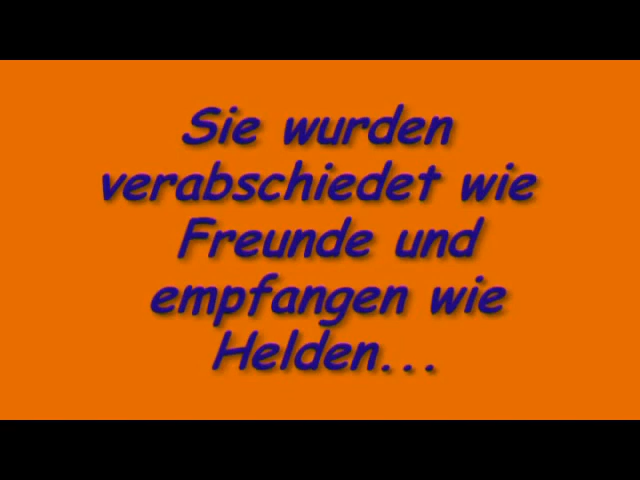 Sie wurden
verabschiedet wie
Freunde und
empfangen wie
Helden...